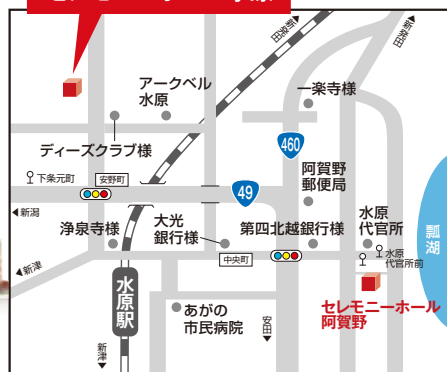 新発田
新発田
アークベル
水原
一楽寺様
ディーズクラブ様
460
下条元町
安野町
49
阿賀野
郵便局
新潟
浄泉寺様
大光
銀行様
第四北越銀行様
水原
代官所
瓢湖
新津
中央町
水原
代官所前
水原駅
あがの
市民病院
セレモニーホール
阿賀野
新津
安田